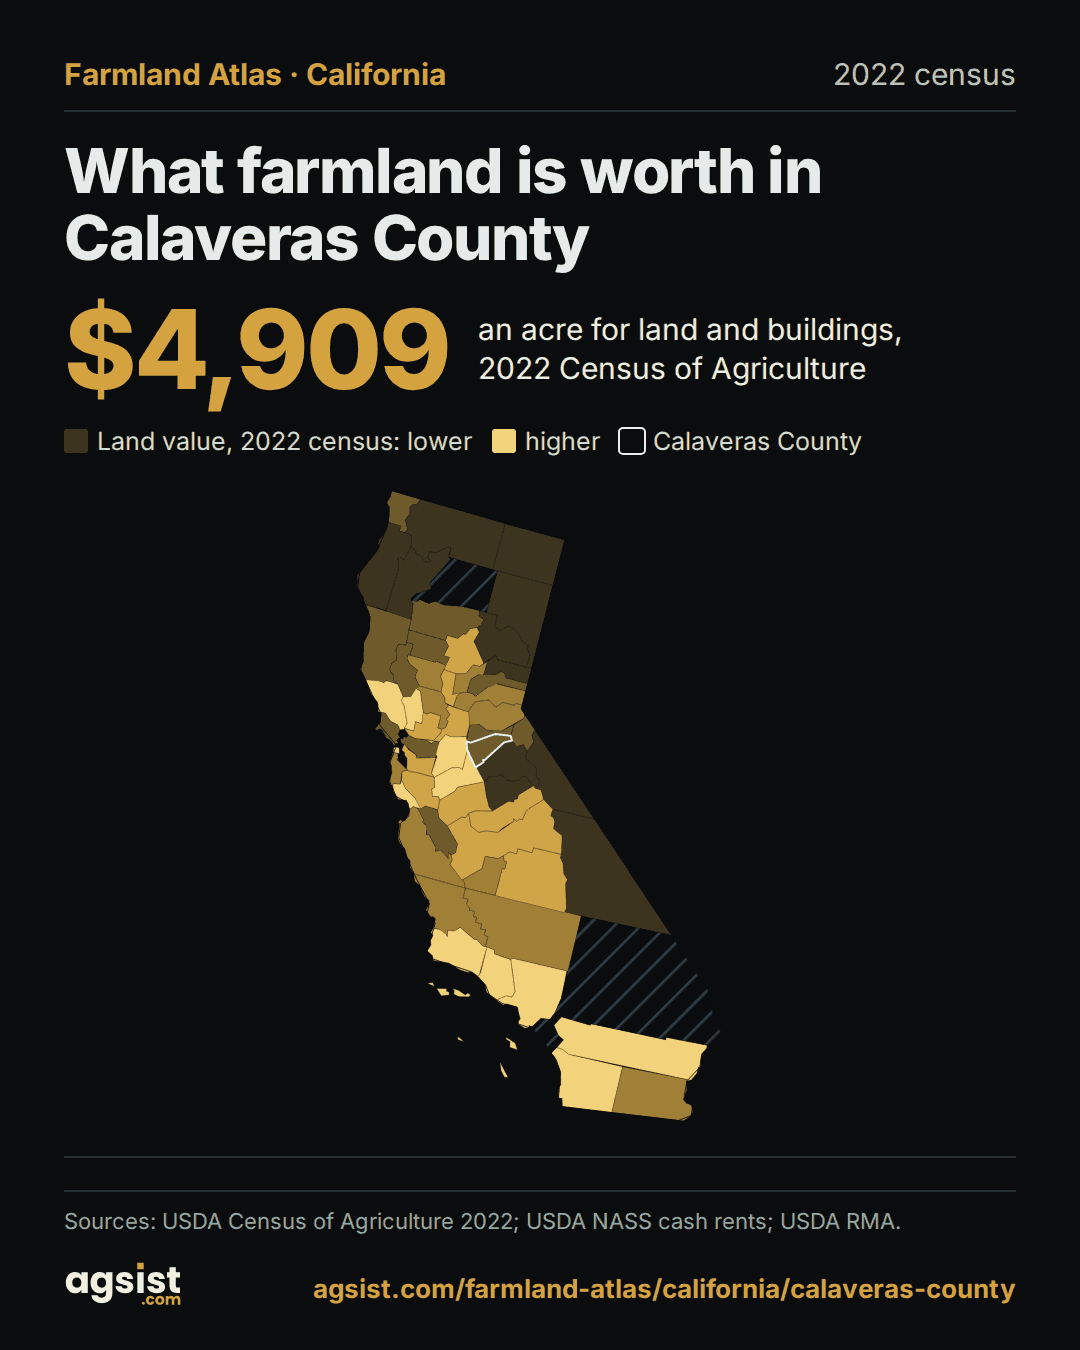 Farmland Atlas · California
2022 census
What farmland is worth in
Calaveras County
$4,909
an acre for land and buildings,
2022 Census of Agriculture
Land value, 2022 census: lower
higher
Calaveras County
Sources: USDA Census of Agriculture 2022; USDA NASS cash rents; USDA RMA.
agsist
.com
agsist.com/farmland-atlas/california/calaveras-county